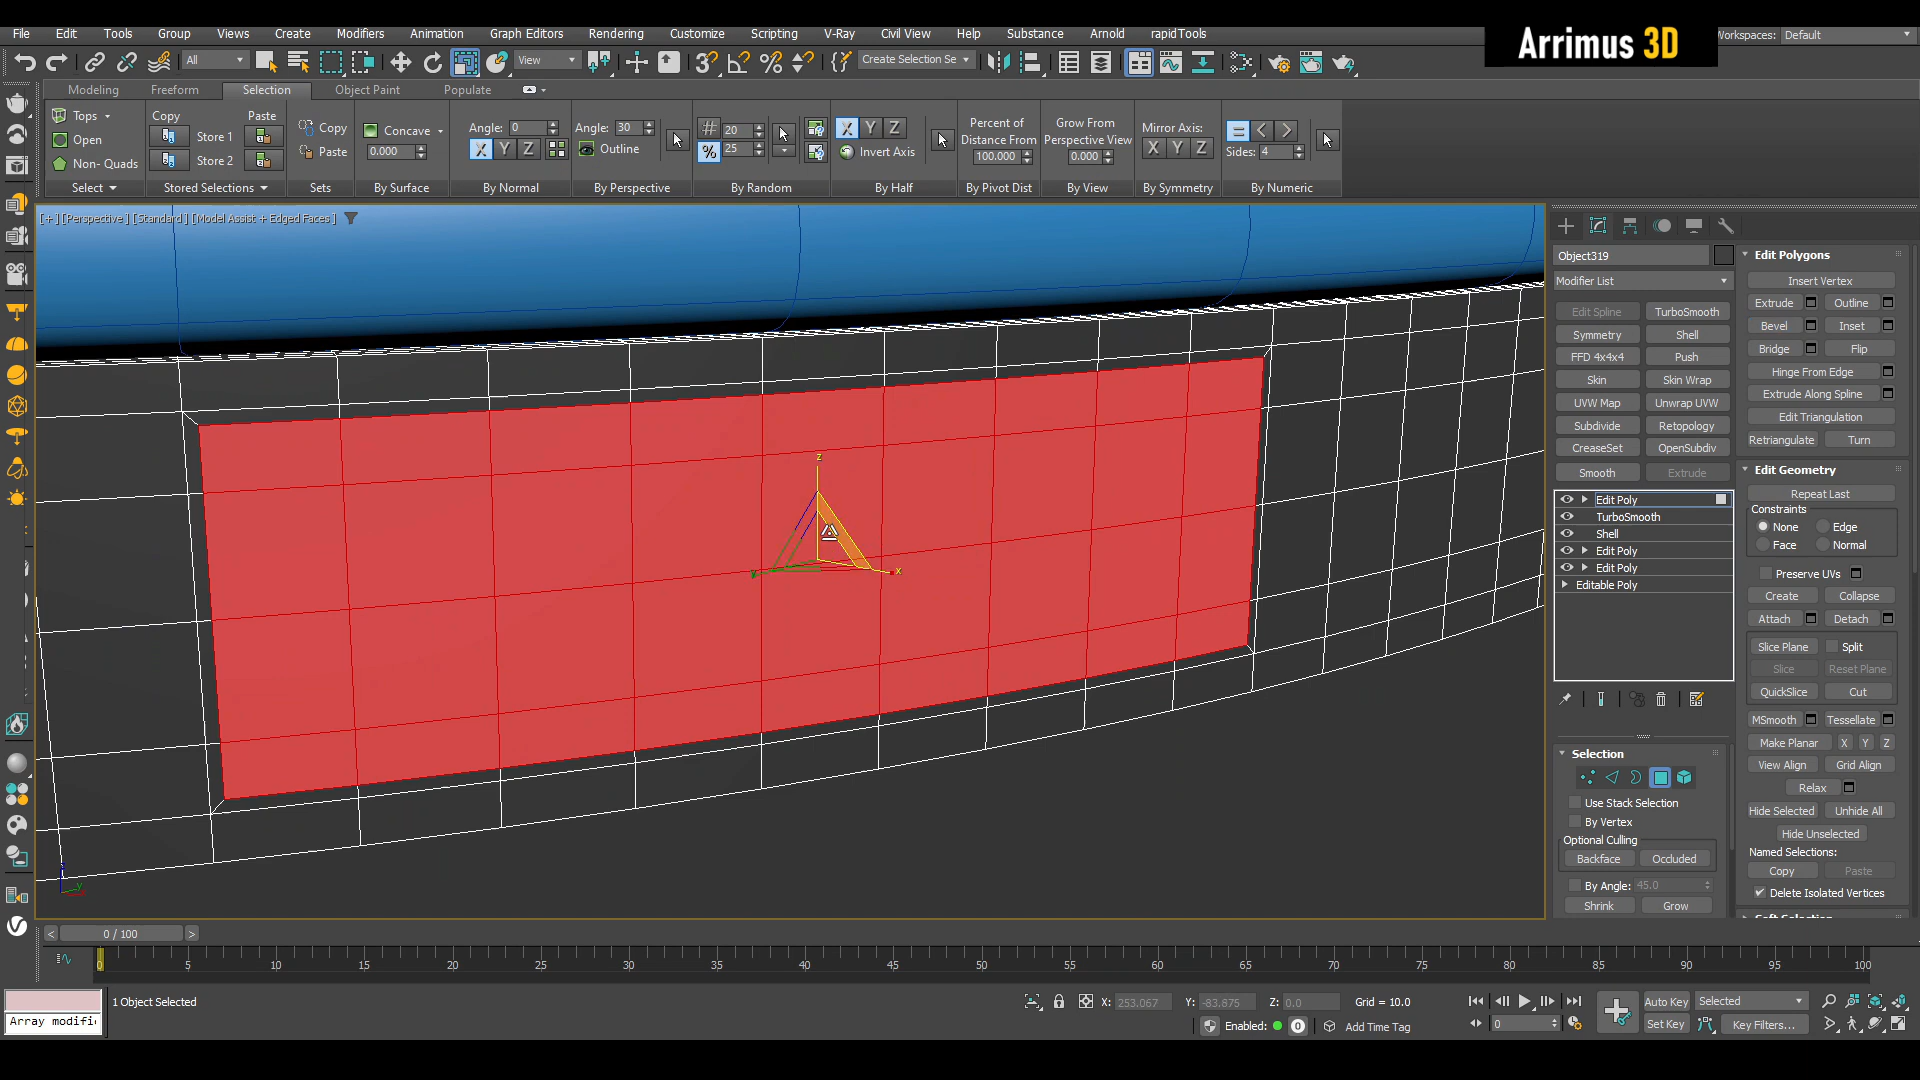 File Edit Tools Group Views Create Modifiers Animation Graph Editors Rendering Customize Scripting V-Ray Civil View Help Substance Arnold rapidTools
Arrimus 3D
Workspaces: Default
All View Create Selection Se
Modeling Freeform Selection Object Paint Populate
Tops Copy Paste
Open Store 1
Non- Quads Store 2
Select Stored Selections
Copy
Paste
Sets
Concave
0.000
By Surface
Angle: 0
X Y Z
By Normal
Angle: 30
Outline
By Perspective
# 20
% 25
By Random
X Y Z
Invert Axis
By Half
Percent of
Distance From
100.000
By Pivot Dist
Grow From
Perspective View
0.000
By View
Mirror Axis:
X Y Z
By Symmetry
= < >
Sides: 4
By Numeric
[+] [Perspective] [Standard] [Model Assist + Edged Faces]
z
y x
z
y
Object319
Modifier List
Edit Spline TurboSmooth
Symmetry Shell
FFD 4x4x4 Push
Skin Skin Wrap
UVW Map Unwrap UVW
Subdivide Retopology
CreaseSet OpenSubdiv
Smooth Extrude
Edit Poly
TurboSmooth
Shell
Edit Poly
Edit Poly
Editable Poly
Selection
Use Stack Selection
By Vertex
Optional Culling
Backface Occluded
By Angle: 45.0
Shrink Grow
Edit Polygons
Insert Vertex
Extrude Outline
Bevel Inset
Bridge Flip
Hinge From Edge
Extrude Along Spline
Edit Triangulation
Retriangulate Turn
Edit Geometry
Repeat Last
Constraints
None Edge
Face Normal
Preserve UVs
Create Collapse
Attach Detach
Slice Plane Split
Slice Reset Plane
QuickSlice Cut
MSmooth Tessellate
Make Planar X Y Z
View Align Grid Align
Relax
Hide Selected Unhide All
Hide Unselected
Named Selections:
Copy Paste
Delete Isolated Vertices
Soft Selection
< 0 / 100 >
0 5 10 15 20 25 30 35 40 45 50 55 60 65 70 75 80 85 90 95 100
1 Object Selected
X: 253.067 Y: -83.875 Z: 0.0 Grid = 10.0
Auto Key Selected
Array modifi
Enabled: 0 Add Time Tag
0
Set Key Key Filters...